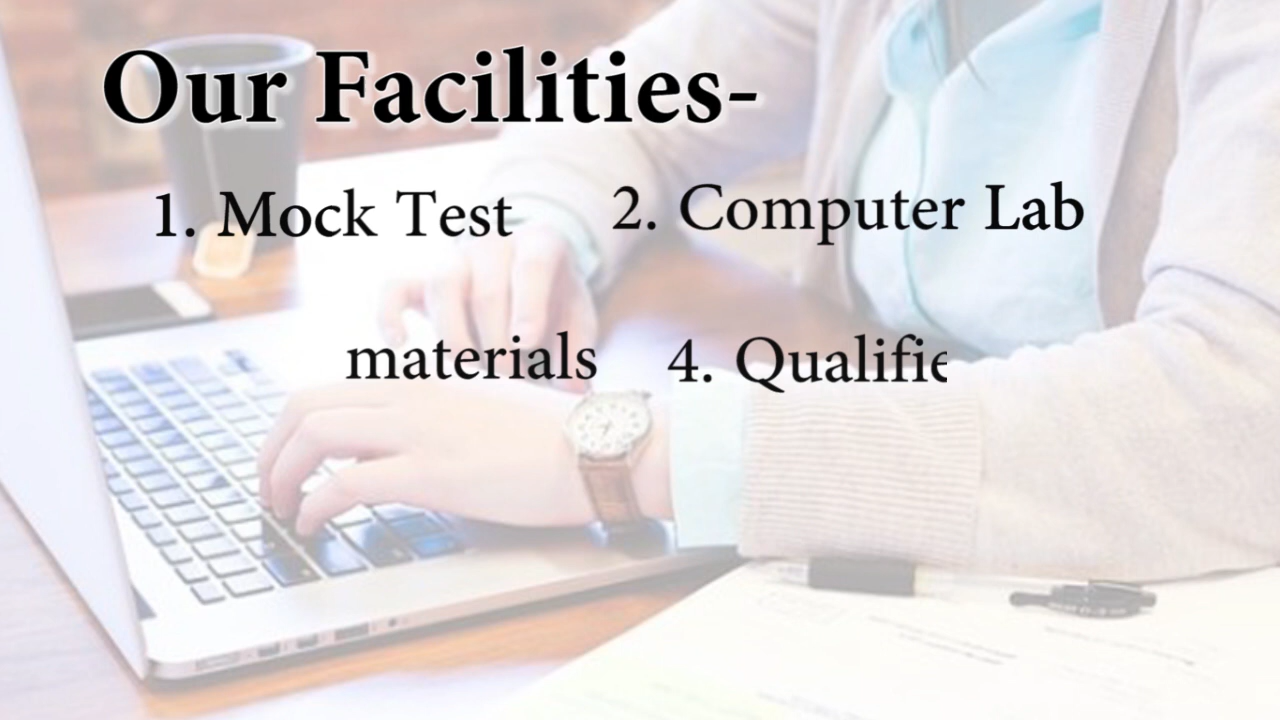 Our Facilities-
1. Mock Test 2. Computer Lab
materials 4. Qualifie